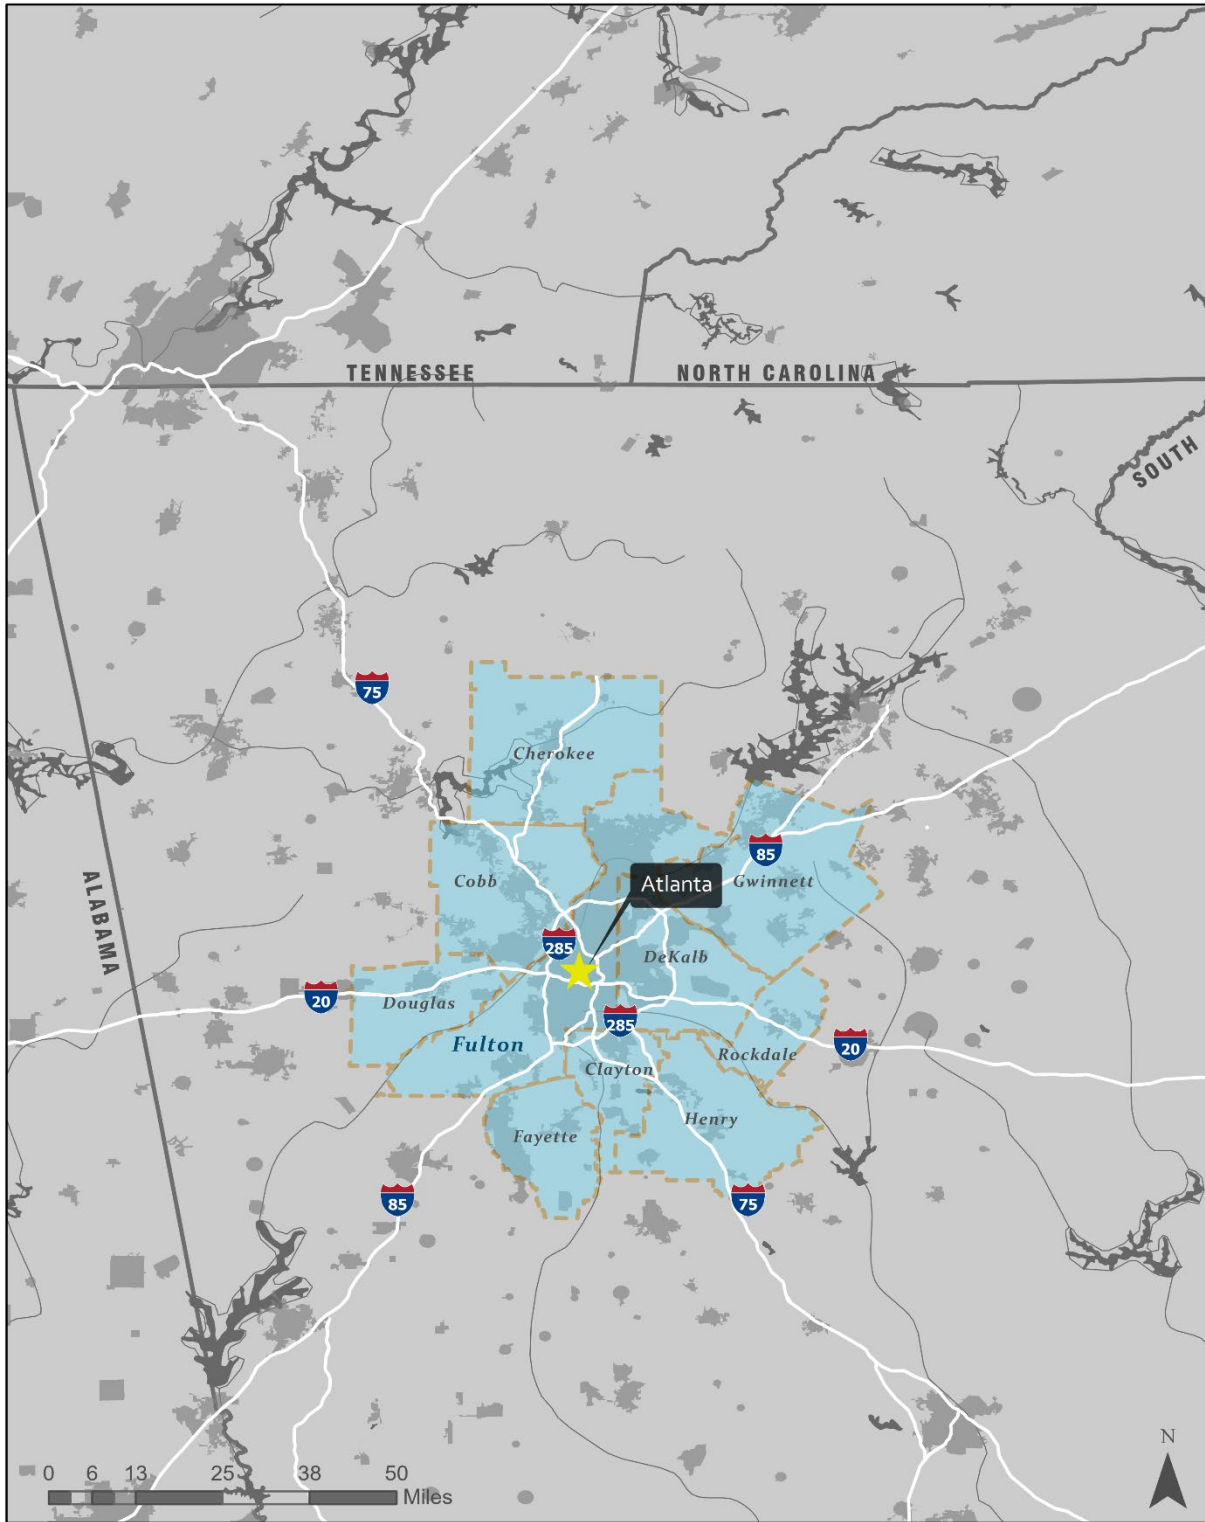 TENNESSEE
NORTH CAROLINA
SOUTH
75
Cherokee
85
Cobb
Atlanta
Gwinnett
ALABAMA
285
DeKalb
20
Douglas
285
Fulton
20
Rockdale
Clayton
Henry
Fayette
85
75
N
0 6 13 25 38 50
Miles